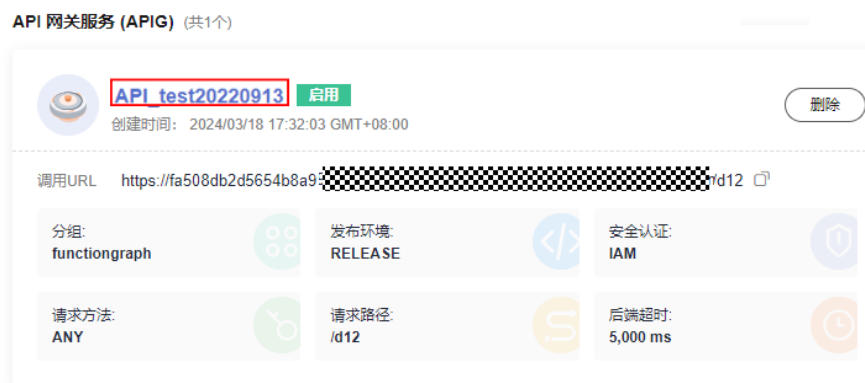 API 网关服务 (APIG) (共1个)
API_test20220913 启用
删除
创建时间: 2024/03/18 17:32:03 GMT+08:00
调用URL https://fa508db2d5654b8a9 /d12
分组: 发布环境: 安全认证:
functiongraph RELEASE IAM
请求方法: 请求路径: 后端超时:
ANY /d12 5,000 ms